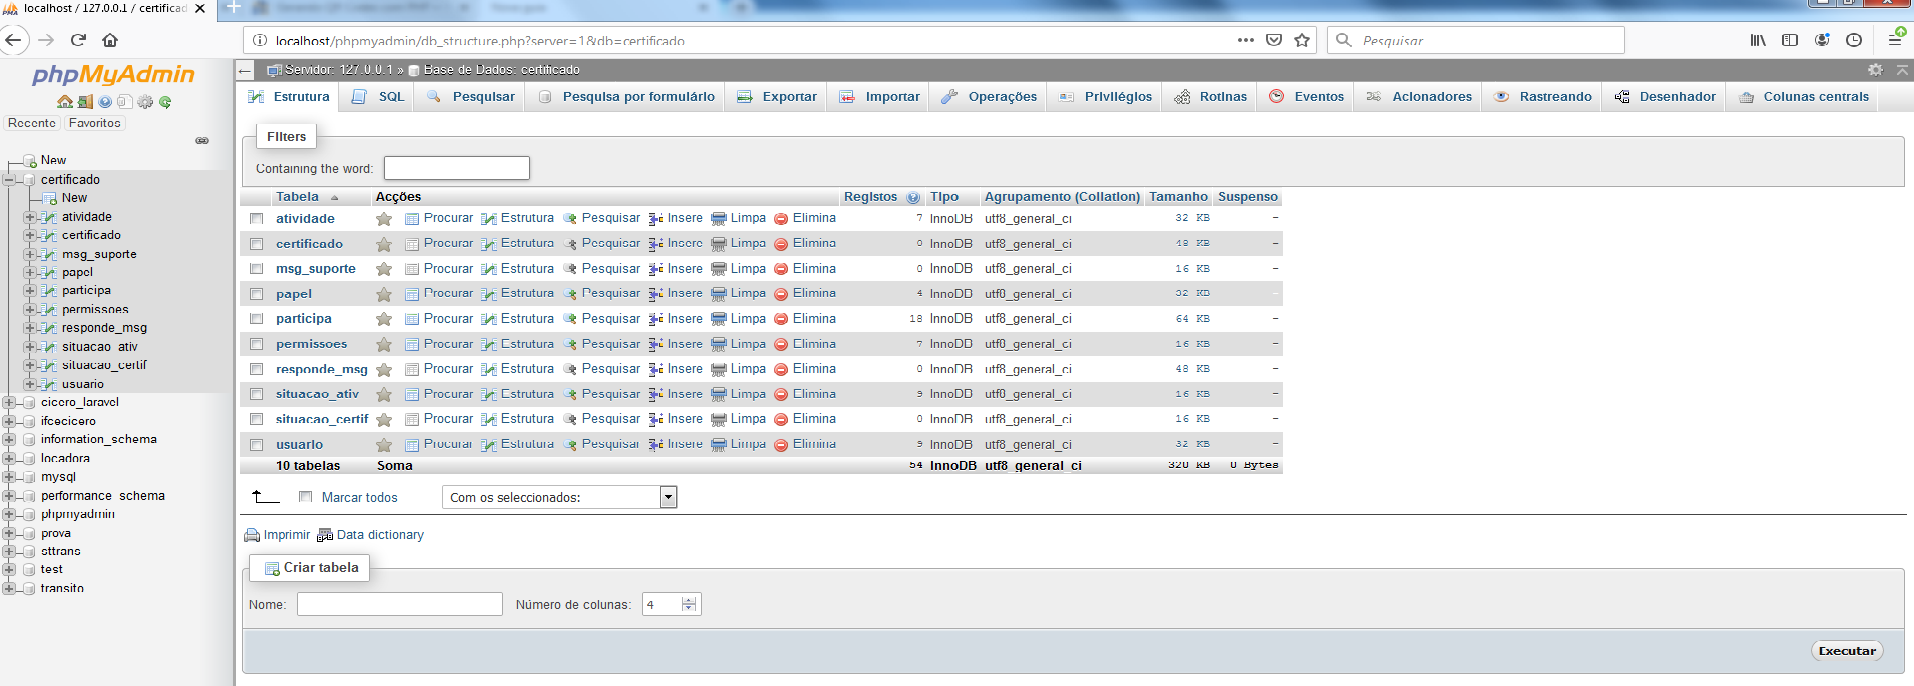 localhost / 127.0.0.1 / certificad
localhost/phpmyadmin/db_structure.php?server=1&db=certificado
Pesquisar
phpMyAdmin
Recente Favoritos
New
certificado
New
atividade
certificado
msg_suporte
papel
participa
permissoes
responde_msg
situacao_ativ
situacao_certif
usuario
cicero_laravel
ifcecicero
information_schema
locadora
mysql
performance_schema
phpmyadmin
prova
sttrans
test
transito
Servidor: 127.0.0.1 » Base de Dados: certificado
Estrutura SQL Pesquisar Pesquisa por formulário Exportar Importar Operações Privilégios Rotinas Eventos Acionadores Rastreando Desenhador Colunas centrais
Filters
Containing the word:
Tabela Acções Registos Tipo Agrupamento (Collation) Tamanho Suspenso
atividade Procurar Estrutura Pesquisar Insere Limpa Elimina 7 InnoDB utf8_general_ci 32 KB -
certificado Procurar Estrutura Pesquisar Insere Limpa Elimina 0 InnoDB utf8_general_ci 48 KB -
msg_suporte Procurar Estrutura Pesquisar Insere Limpa Elimina 0 InnoDB utf8_general_ci 16 KB -
papel Procurar Estrutura Pesquisar Insere Limpa Elimina 4 InnoDB utf8_general_ci 32 KB -
participa Procurar Estrutura Pesquisar Insere Limpa Elimina 18 InnoDB utf8_general_ci 64 KB -
permissoes Procurar Estrutura Pesquisar Insere Limpa Elimina 7 InnoDB utf8_general_ci 16 KB -
responde_msg Procurar Estrutura Pesquisar Insere Limpa Elimina 0 InnoDB utf8_general_ci 48 KB -
situacao_ativ Procurar Estrutura Pesquisar Insere Limpa Elimina 9 InnoDB utf8_general_ci 16 KB -
situacao_certif Procurar Estrutura Pesquisar Insere Limpa Elimina 0 InnoDB utf8_general_ci 16 KB -
usuario Procurar Estrutura Pesquisar Insere Limpa Elimina 9 InnoDB utf8_general_ci 32 KB -
10 tabelas Soma 54 InnoDB utf8_general_ci 320 KB 0 Bytes
Marcar todos Com os seleccionados:
Imprimir Data dictionary
Criar tabela
Nome: Número de colunas: 4
Executar